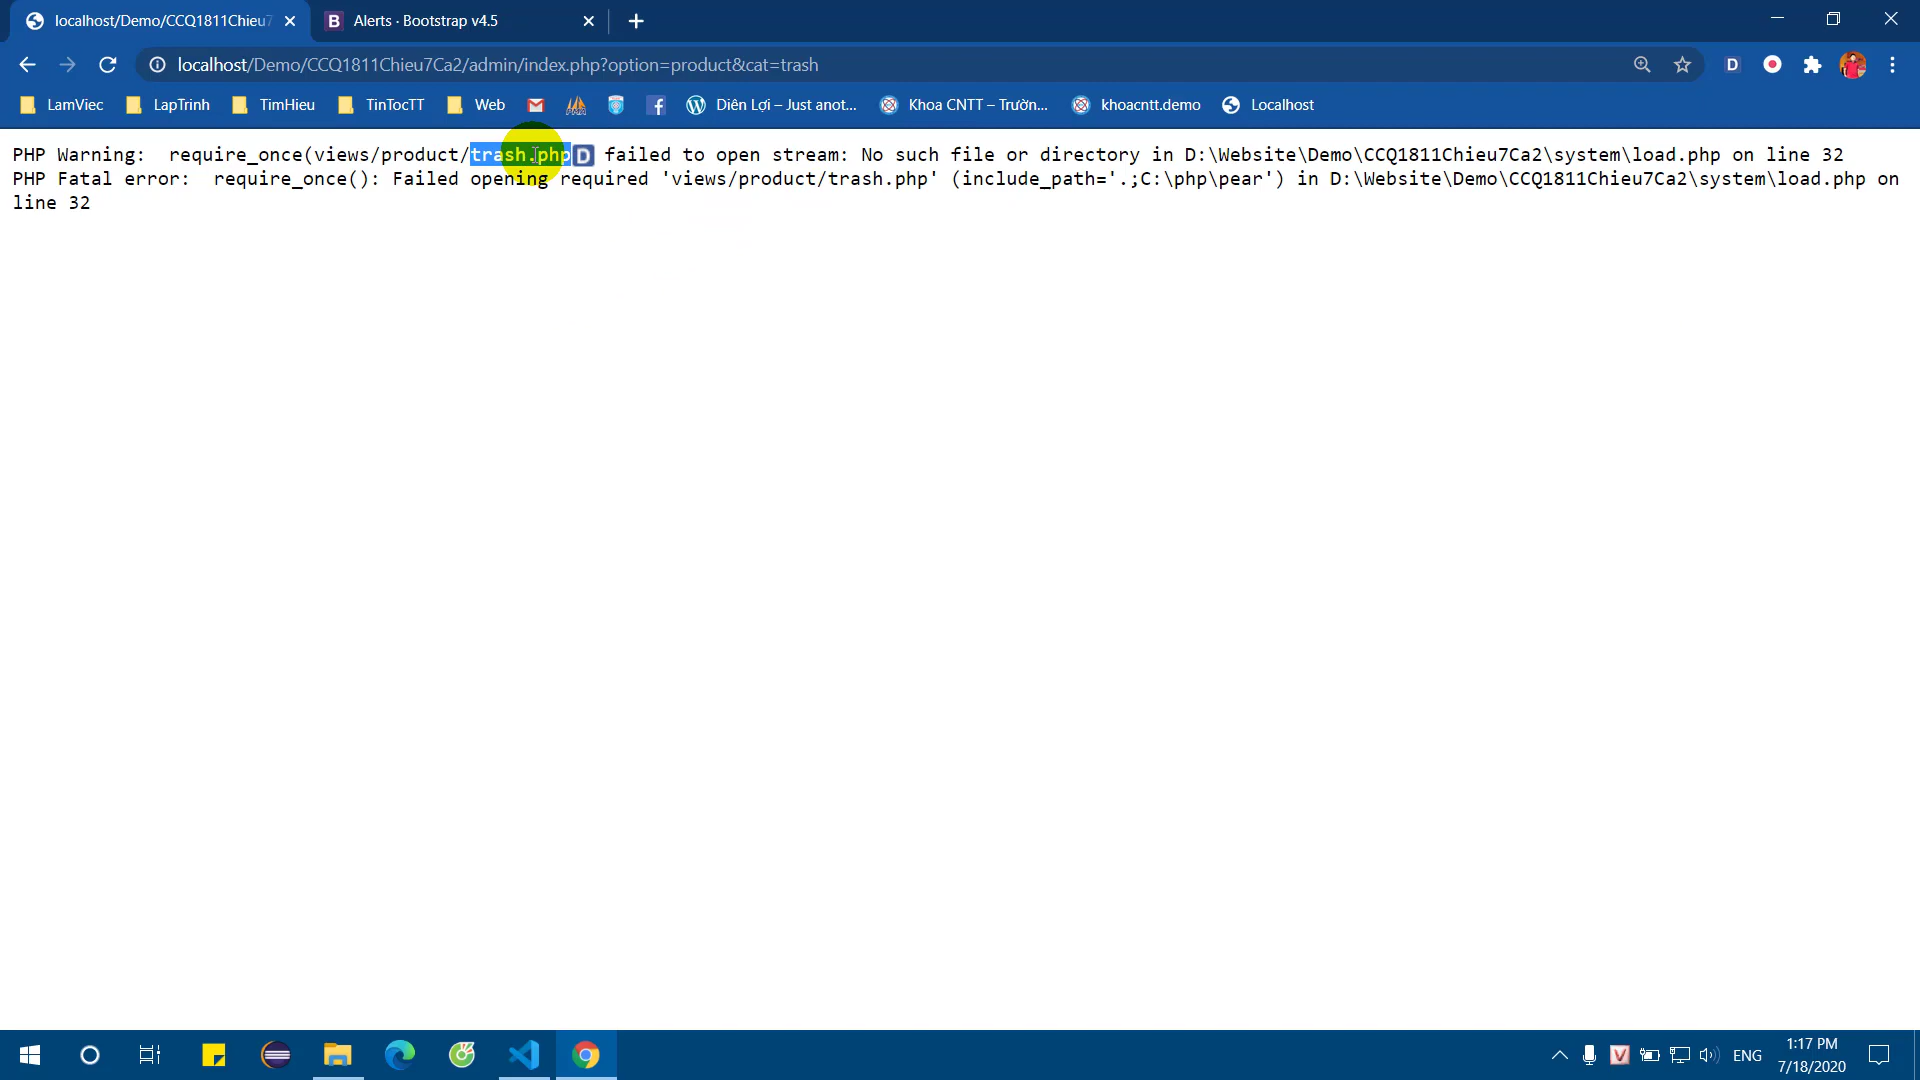 localhost/Demo/CCQ1811Chieu7
B Alerts · Bootstrap v4.5
localhost/Demo/CCQ1811Chieu7Ca2/admin/index.php?option=product&cat=trash
D
LamViec
LapTrinh
TimHieu
TinTocTT
Web
Diên Lợi – Just anot...
Khoa CNTT – Trườn...
khoacntt.demo
Localhost
PHP Warning:  require_once(views/product/trash.php D failed to open stream: No such file or directory in D:\Website\Demo\CCQ1811Chieu7Ca2\system\load.php on line 32
PHP Fatal error:  require_once(): Failed opening required 'views/product/trash.php' (include_path='.;C:\php\pear') in D:\Website\Demo\CCQ1811Chieu7Ca2\system\load.php on
line 32
V
ENG
1:17 PM
7/18/2020